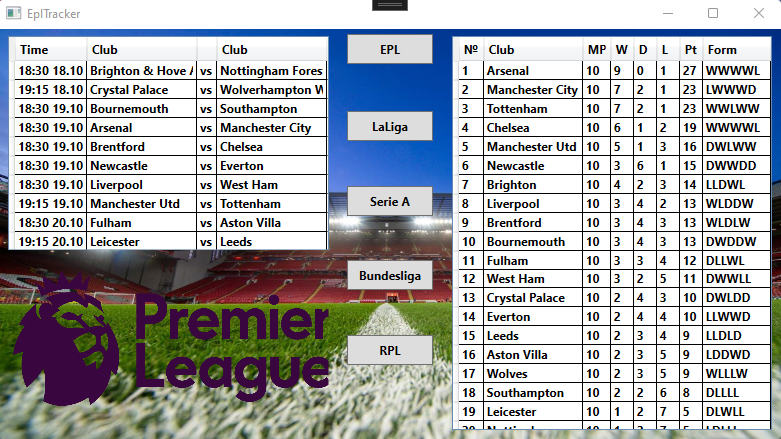 EplTracker
Time Club Club
18:30 18.10 Brighton & Hove vs Nottingham Fores
19:15 18.10 Crystal Palace vs Wolverhampton W
18:30 19.10 Bournemouth vs Southampton
18:30 19.10 Arsenal vs Manchester City
18:30 19.10 Brentford vs Chelsea
18:30 19.10 Newcastle vs Everton
18:30 19.10 Liverpool vs West Ham
19:15 19.10 Manchester Utd vs Tottenham
18:30 20.10 Fulham vs Aston Villa
19:15 20.10 Leicester vs Leeds
Premier
League
EPL
LaLiga
Serie A
Bundesliga
RPL
№ Club MP W D L Pt Form
1 Arsenal 10 9 0 1 27 WWWWL
2 Manchester City 10 7 2 1 23 LWWWD
3 Tottenham 10 7 2 1 23 WWLWW
4 Chelsea 10 6 1 2 19 WWWWL
5 Manchester Utd 10 5 1 3 16 DWLWW
6 Newcastle 10 3 6 1 15 DWWDD
7 Brighton 10 4 2 3 14 LLDWL
8 Liverpool 10 3 4 2 13 WLDDW
9 Brentford 10 3 4 3 13 WLDLW
10 Bournemouth 10 3 4 3 13 DWDDW
11 Fulham 10 3 3 4 12 DLLWL
12 West Ham 10 3 2 5 11 DWWLL
13 Crystal Palace 10 2 4 3 10 DWLDD
14 Everton 10 2 4 4 10 LLWWD
15 Leeds 10 2 3 4 9 LLDLD
16 Aston Villa 10 2 3 5 9 LDDWD
17 Wolves 10 2 3 5 9 WLLLW
18 Southampton 10 2 2 6 8 DLLLL
19 Leicester 10 1 2 7 5 DLWLL